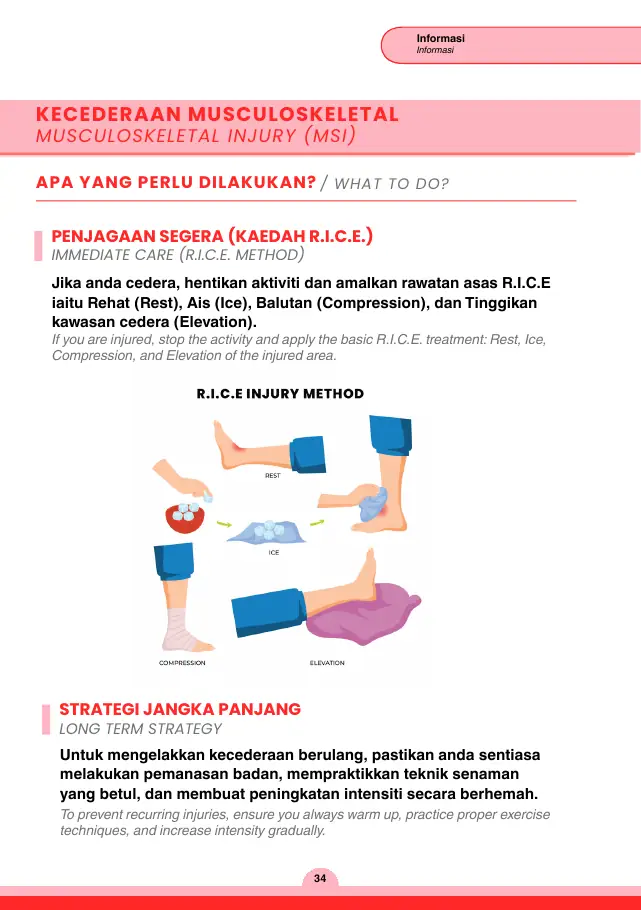 Informasi
Informasi
KECEDERAAN MUSCULOSKELETAL
MUSCULOSKELETAL INJURY (MSI)
APA YANG PERLU DILAKUKAN? / WHAT TO DO?
PENJAGAAN SEGERA (KAEDAH R.I.C.E.)
IMMEDIATE CARE (R.I.C.E. METHOD)
Jika anda cedera, hentikan aktiviti dan amalkan rawatan asas R.I.C.E
iaitu Rehat (Rest), Ais (Ice), Balutan (Compression), dan Tinggikan
kawasan cedera (Elevation).
If you are injured, stop the activity and apply the basic R.I.C.E. treatment: Rest, Ice,
Compression, and Elevation of the injured area.
R.I.C.E INJURY METHOD
REST
ICE
COMPRESSION
ELEVATION
STRATEGI JANGKA PANJANG
LONG TERM STRATEGY
Untuk mengelakkan kecederaan berulang, pastikan anda sentiasa
melakukan pemanasan badan, mempraktikkan teknik senaman
yang betul, dan membuat peningkatan intensiti secara berhemah.
To prevent recurring injuries, ensure you always warm up, practice proper exercise
techniques, and increase intensity gradually.
34